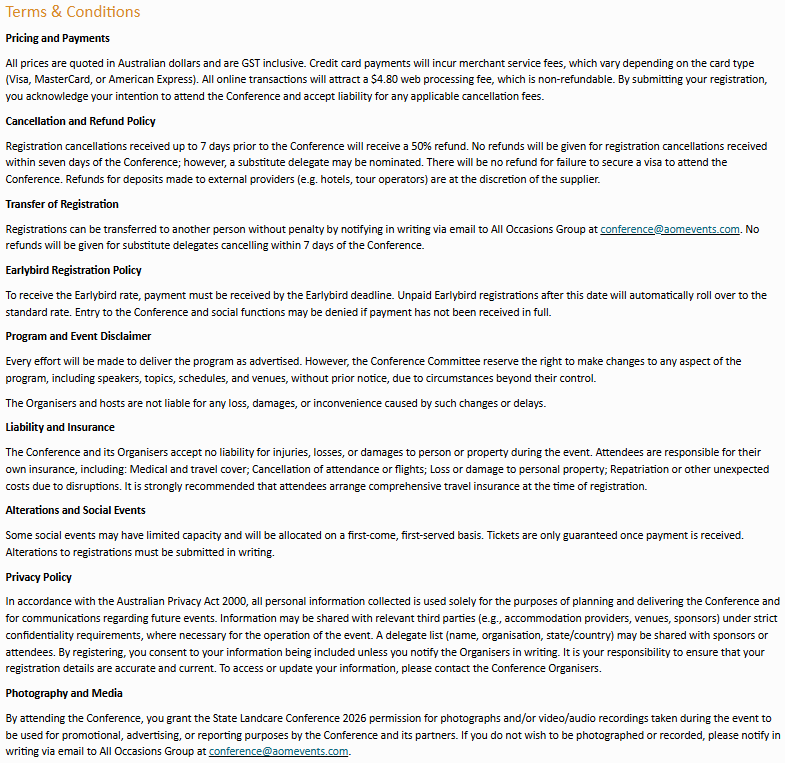 Terms & Conditions
Pricing and Payments
All prices are quoted in Australian dollars and are GST inclusive. Credit card payments will incur merchant service fees, which vary depending on the card type
(Visa, MasterCard, or American Express). All online transactions will attract a $4.80 web processing fee, which is non-refundable. By submitting your registration,
you acknowledge your intention to attend the Conference and accept liability for any applicable cancellation fees.
Cancellation and Refund Policy
Registration cancellations received up to 7 days prior to the Conference will receive a 50% refund. No refunds will be given for registration cancellations received
within seven days of the Conference; however, a substitute delegate may be nominated. There will be no refund for failure to secure a visa to attend the
Conference. Refunds for deposits made to external providers (e.g. hotels, tour operators) are at the discretion of the supplier.
Transfer of Registration
Registrations can be transferred to another person without penalty by notifying in writing via email to All Occasions Group at conference@aomevents.com. No
refunds will be given for substitute delegates cancelling within 7 days of the Conference.
Earlybird Registration Policy
To receive the Earlybird rate, payment must be received by the Earlybird deadline. Unpaid Earlybird registrations after this date will automatically roll over to the
standard rate. Entry to the Conference and social functions may be denied if payment has not been received in full.
Program and Event Disclaimer
Every effort will be made to deliver the program as advertised. However, the Conference Committee reserve the right to make changes to any aspect of the
program, including speakers, topics, schedules, and venues, without prior notice, due to circumstances beyond their control.
The Organisers and hosts are not liable for any loss, damages, or inconvenience caused by such changes or delays.
Liability and Insurance
The Conference and its Organisers accept no liability for injuries, losses, or damages to person or property during the event. Attendees are responsible for their
own insurance, including: Medical and travel cover; Cancellation of attendance or flights; Loss or damage to personal property; Repatriation or other unexpected
costs due to disruptions. It is strongly recommended that attendees arrange comprehensive travel insurance at the time of registration.
Alterations and Social Events
Some social events may have limited capacity and will be allocated on a first-come, first-served basis. Tickets are only guaranteed once payment is received.
Alterations to registrations must be submitted in writing.
Privacy Policy
In accordance with the Australian Privacy Act 2000, all personal information collected is used solely for the purposes of planning and delivering the Conference and
for communications regarding future events. Information may be shared with relevant third parties (e.g., accommodation providers, venues, sponsors) under strict
confidentiality requirements, where necessary for the operation of the event. A delegate list (name, organisation, state/country) may be shared with sponsors or
attendees. By registering, you consent to your information being included unless you notify the Organisers in writing. It is your responsibility to ensure that your
registration details are accurate and current. To access or update your information, please contact the Conference Organisers.
Photography and Media
By attending the Conference, you grant the State Landcare Conference 2026 permission for photographs and/or video/audio recordings taken during the event to
be used for promotional, advertising, or reporting purposes by the Conference and its partners. If you do not wish to be photographed or recorded, please notify in
writing via email to All Occasions Group at conference@aomevents.com.